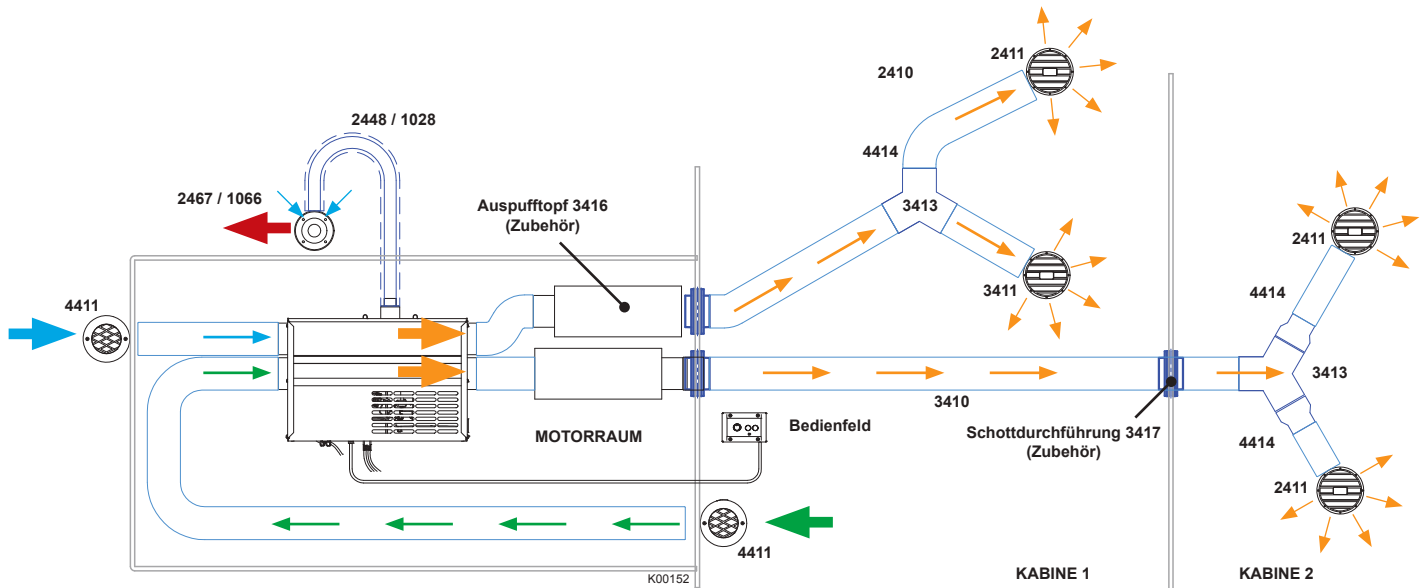 2411
2410
2448 / 1028
4414
2467 / 1066
Auspufftopf 3416
(Zubehör)
3413
2411
3411
4411
4414
3413
3410
MOTORRAUM
Bedienfeld
Schottdurchführung 3417
(Zubehör)
4414
2411
4411
K00152
KABINE 1
KABINE 2